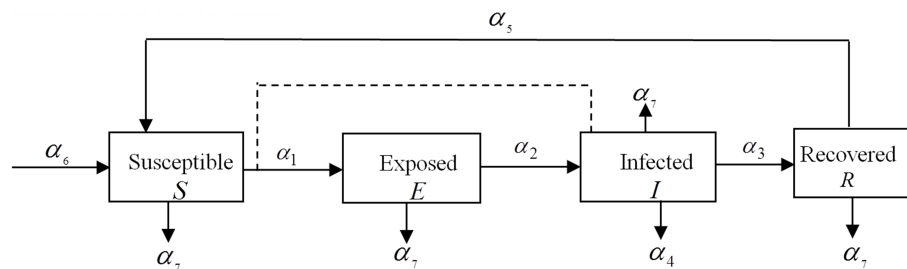 α₅
α₇
α₆ Susceptible S α₁ Exposed E α₂ Infected I α₃ Recovered R
α₇ α₇ α₄ α₇